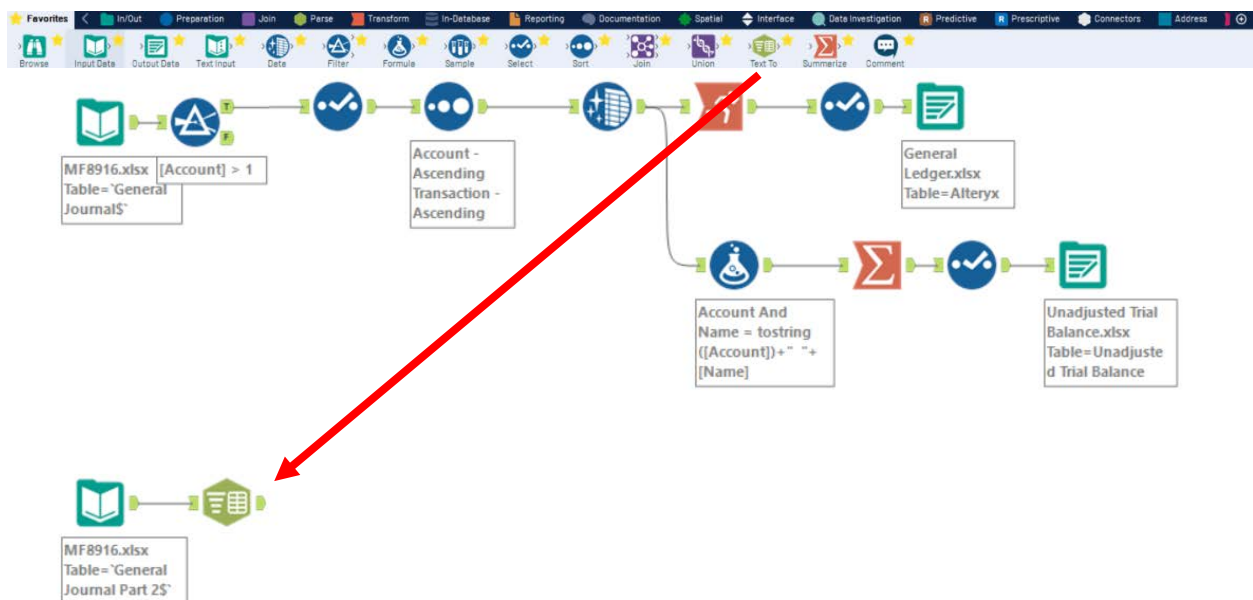 Favorites In/Out Preparation Join Parse Transform In-Database Reporting Documentation Spatial Interface Data Investigation Predictive Prescriptive Connectors Address
Browse Input Data Output Data Text Input Data Filter Formula Sample Select Sort Join Union Text To Summarize Comment
T
F
MF8916.xlsx
Table=`General
Journal$`
[Account] > 1
Account -
Ascending
Transaction -
Ascending
General
Ledger.xlsx
Table=Alteryx
Account And
Name = tostring
([Account])+" "+
[Name]
Unadjusted Trial
Balance.xlsx
Table=Unadjuste
d Trial Balance
MF8916.xlsx
Table=`General
Journal Part 2$`